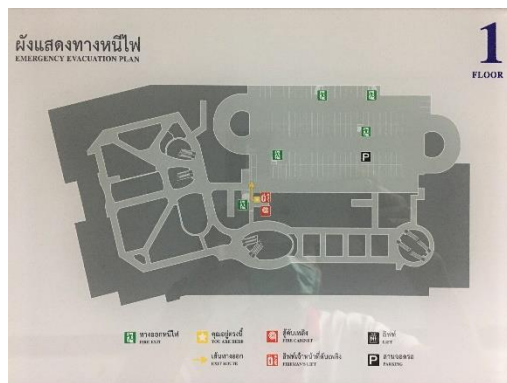 ผังแสดงทางหนีไฟ
EMERGENCY EVACUATION PLAN
1
FLOOR
P
ทางออกหนีไฟ
FIRE EXIT
คุณอยู่ตรงนี้
YOU ARE HERE
ตู้ดับเพลิง
FIRE CABINET
ลิฟท์
LIFT
เส้นทางออก
EXIT ROUTE
ลิฟต์เจ้าหน้าที่ดับเพลิง
FIREMAN'S LIFT
P
ลานจอดรถ
PARKING